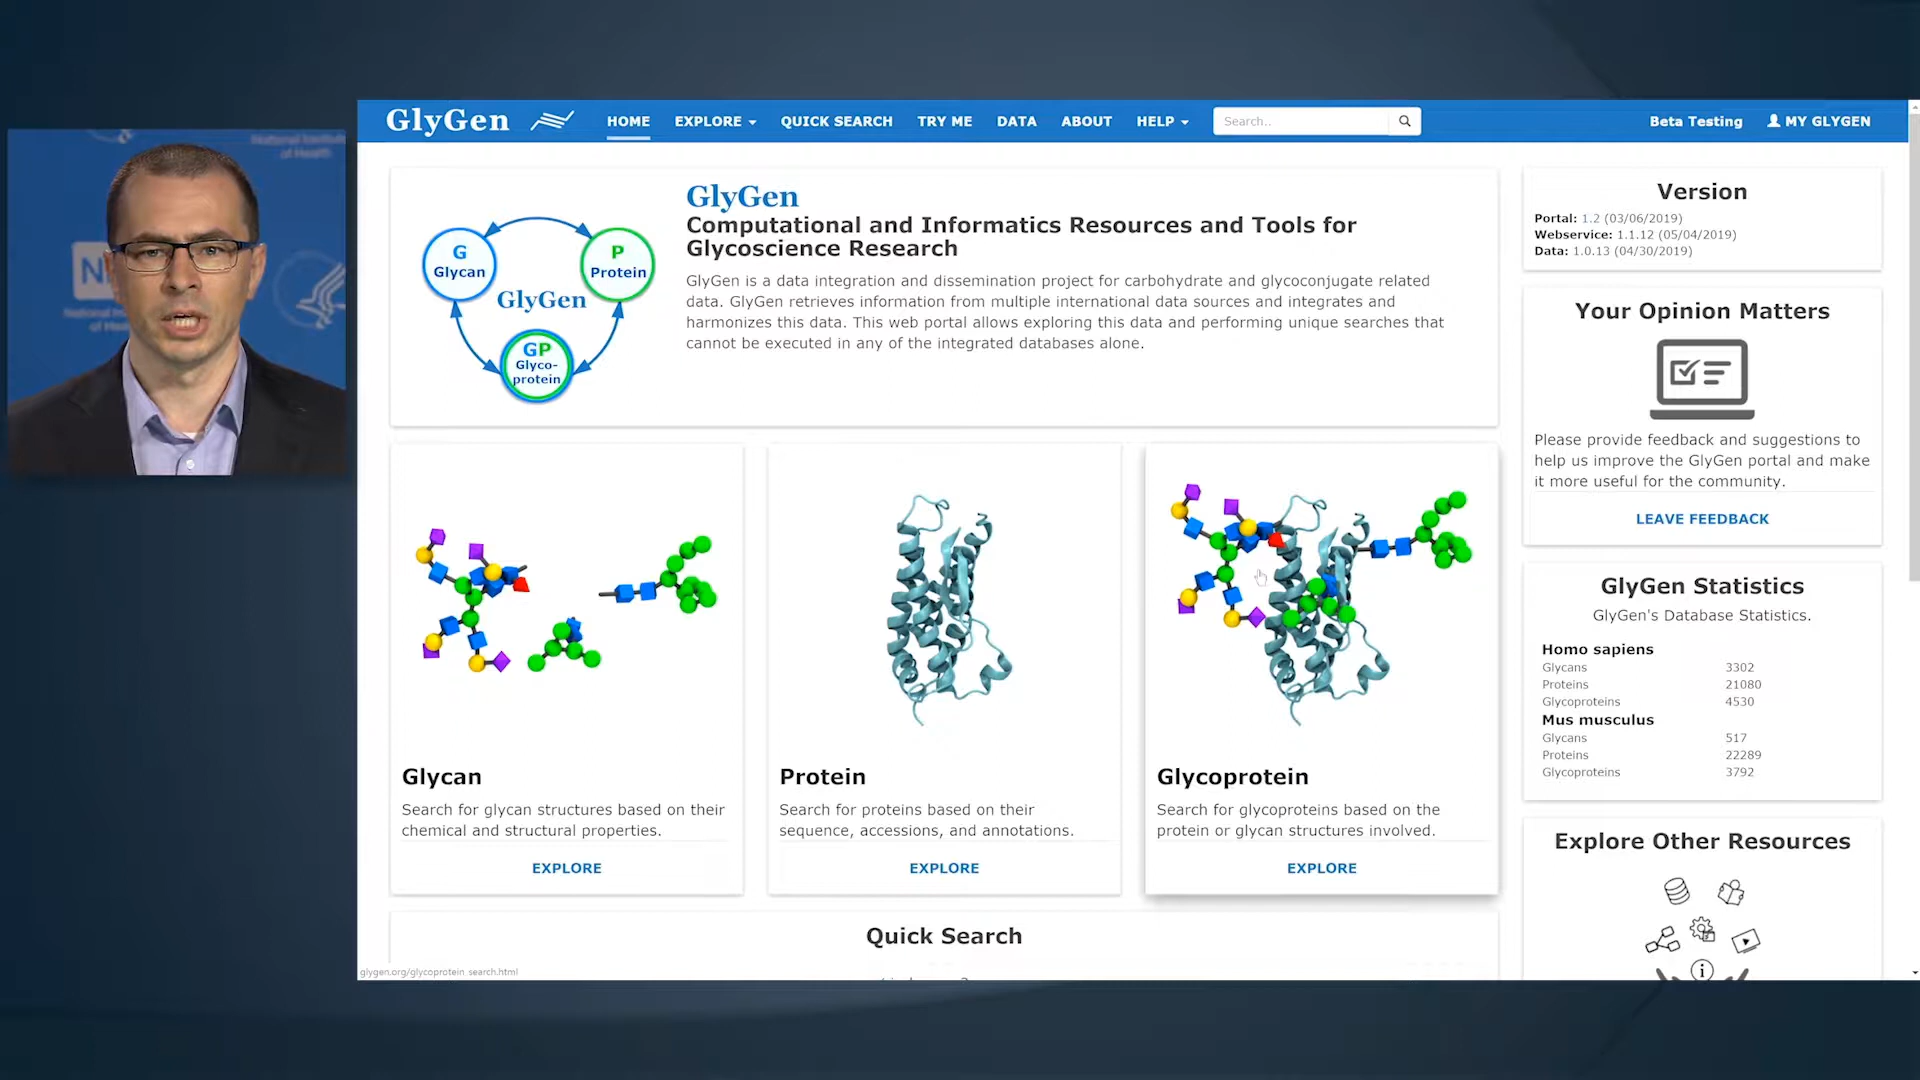 National Institutes
of Health
N
National In
of Hea
GlyGen
HOME
EXPLORE
QUICK SEARCH
TRY ME
DATA
ABOUT
HELP
Search..
Beta Testing
MY GLYGEN
G
Glycan
P
Protein
GlyGen
GP
Glyco-
protein
GlyGen
Computational and Informatics Resources and Tools for
Glycoscience Research
GlyGen is a data integration and dissemination project for carbohydrate and glycoconjugate related
data. GlyGen retrieves information from multiple international data sources and integrates and
harmonizes this data. This web portal allows exploring this data and performing unique searches that
cannot be executed in any of the integrated databases alone.
Glycan
Search for glycan structures based on their
chemical and structural properties.
EXPLORE
Protein
Search for proteins based on their
sequence, accessions, and annotations.
EXPLORE
Glycoprotein
Search for glycoproteins based on the
protein or glycan structures involved.
EXPLORE
Quick Search
glygen.org/glycoprotein_search.html
Version
Portal: 1.2 (03/06/2019)
Webservice: 1.1.12 (05/04/2019)
Data: 1.0.13 (04/30/2019)
Your Opinion Matters
Please provide feedback and suggestions to
help us improve the GlyGen portal and make
it more useful for the community.
LEAVE FEEDBACK
GlyGen Statistics
GlyGen's Database Statistics.
Homo sapiens
Glycans 3302
Proteins 21080
Glycoproteins 4530
Mus musculus
Glycans 517
Proteins 22289
Glycoproteins 3792
Explore Other Resources